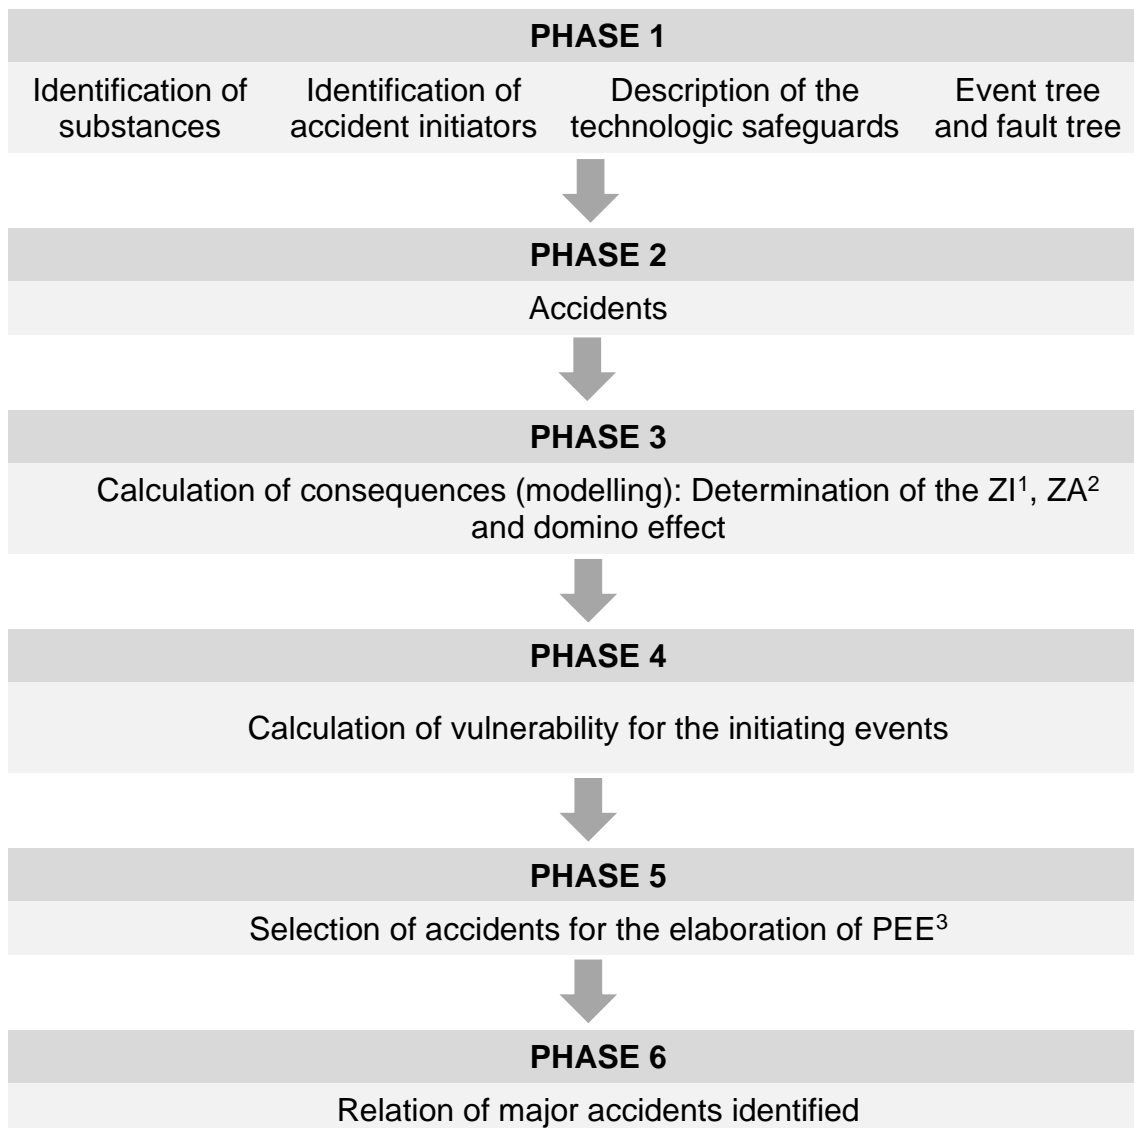 PHASE 1
Identification of
substances
Identification of
accident initiators
Description of the
technologic safeguards
Event tree
and fault tree
PHASE 2
Accidents
PHASE 3
Calculation of consequences (modelling): Determination of the ZI¹, ZA²
and domino effect
PHASE 4
Calculation of vulnerability for the initiating events
PHASE 5
Selection of accidents for the elaboration of PEE³
PHASE 6
Relation of major accidents identified